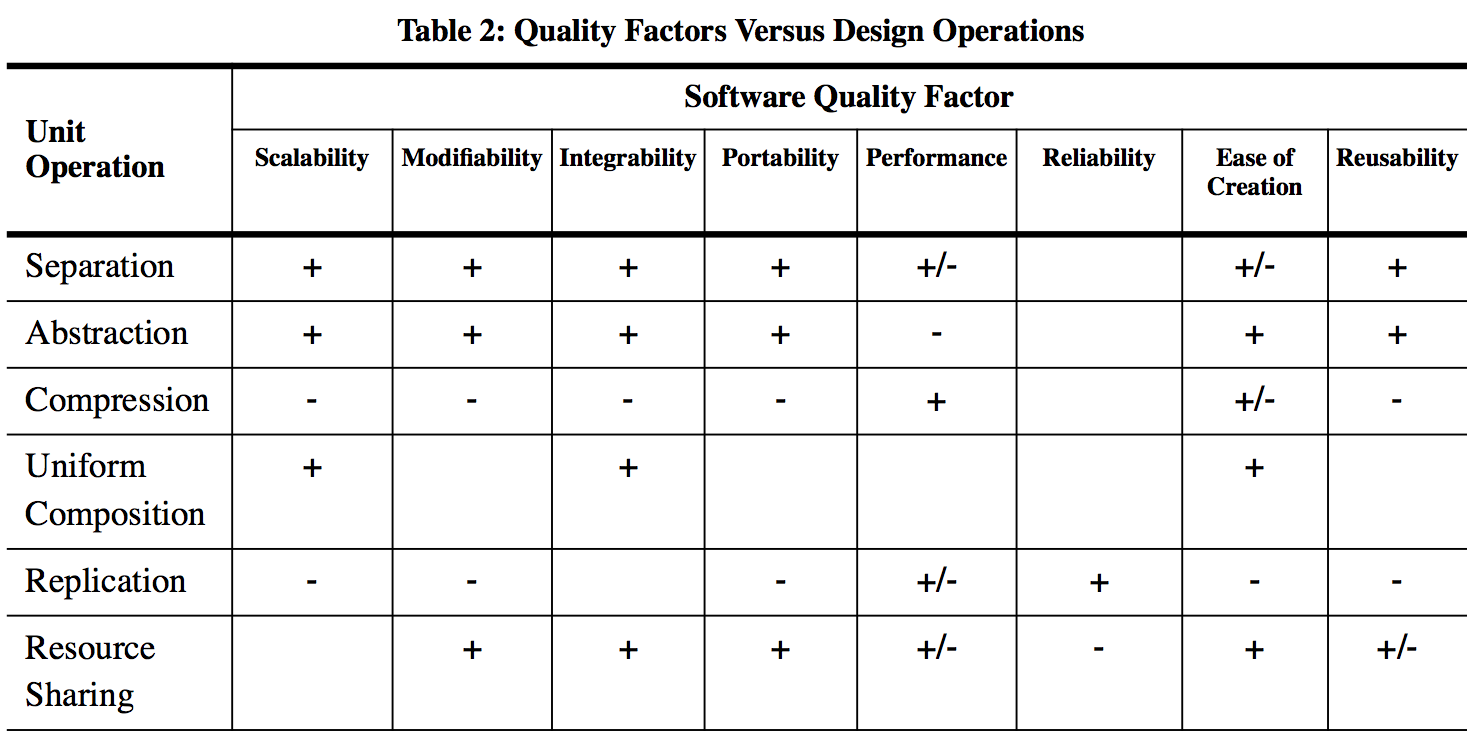 Table 2: Quality Factors Versus Design Operations
Unit
Operation
Software Quality Factor
Scalability Modifiability Integrability Portability Performance Reliability Ease of Reusability
Creation
Separation + + + + +/- +/- +
Abstraction + + + + - + +
Compression - - - - + +/- -
Uniform + + +
Composition
Replication - - - +/- + - -
Resource + + + +/- - + +/-
Sharing